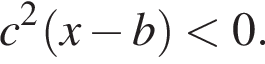 c²(x − b) < 0.